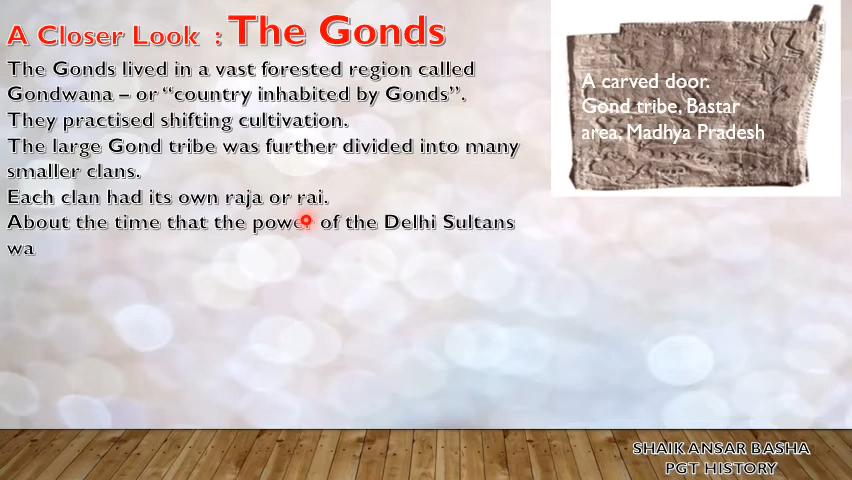 A Closer Look : The Gonds
The Gonds lived in a vast forested region called
Gondwana – or “country inhabited by Gonds”.
They practised shifting cultivation.
The large Gond tribe was further divided into many
smaller clans.
Each clan had its own raja or rai.
About the time that the power of the Delhi Sultans
wa
A carved door.
Gond tribe, Bastar
area, Madhya Pradesh
SHAIK ANSAR BASHA
PGT HISTORY